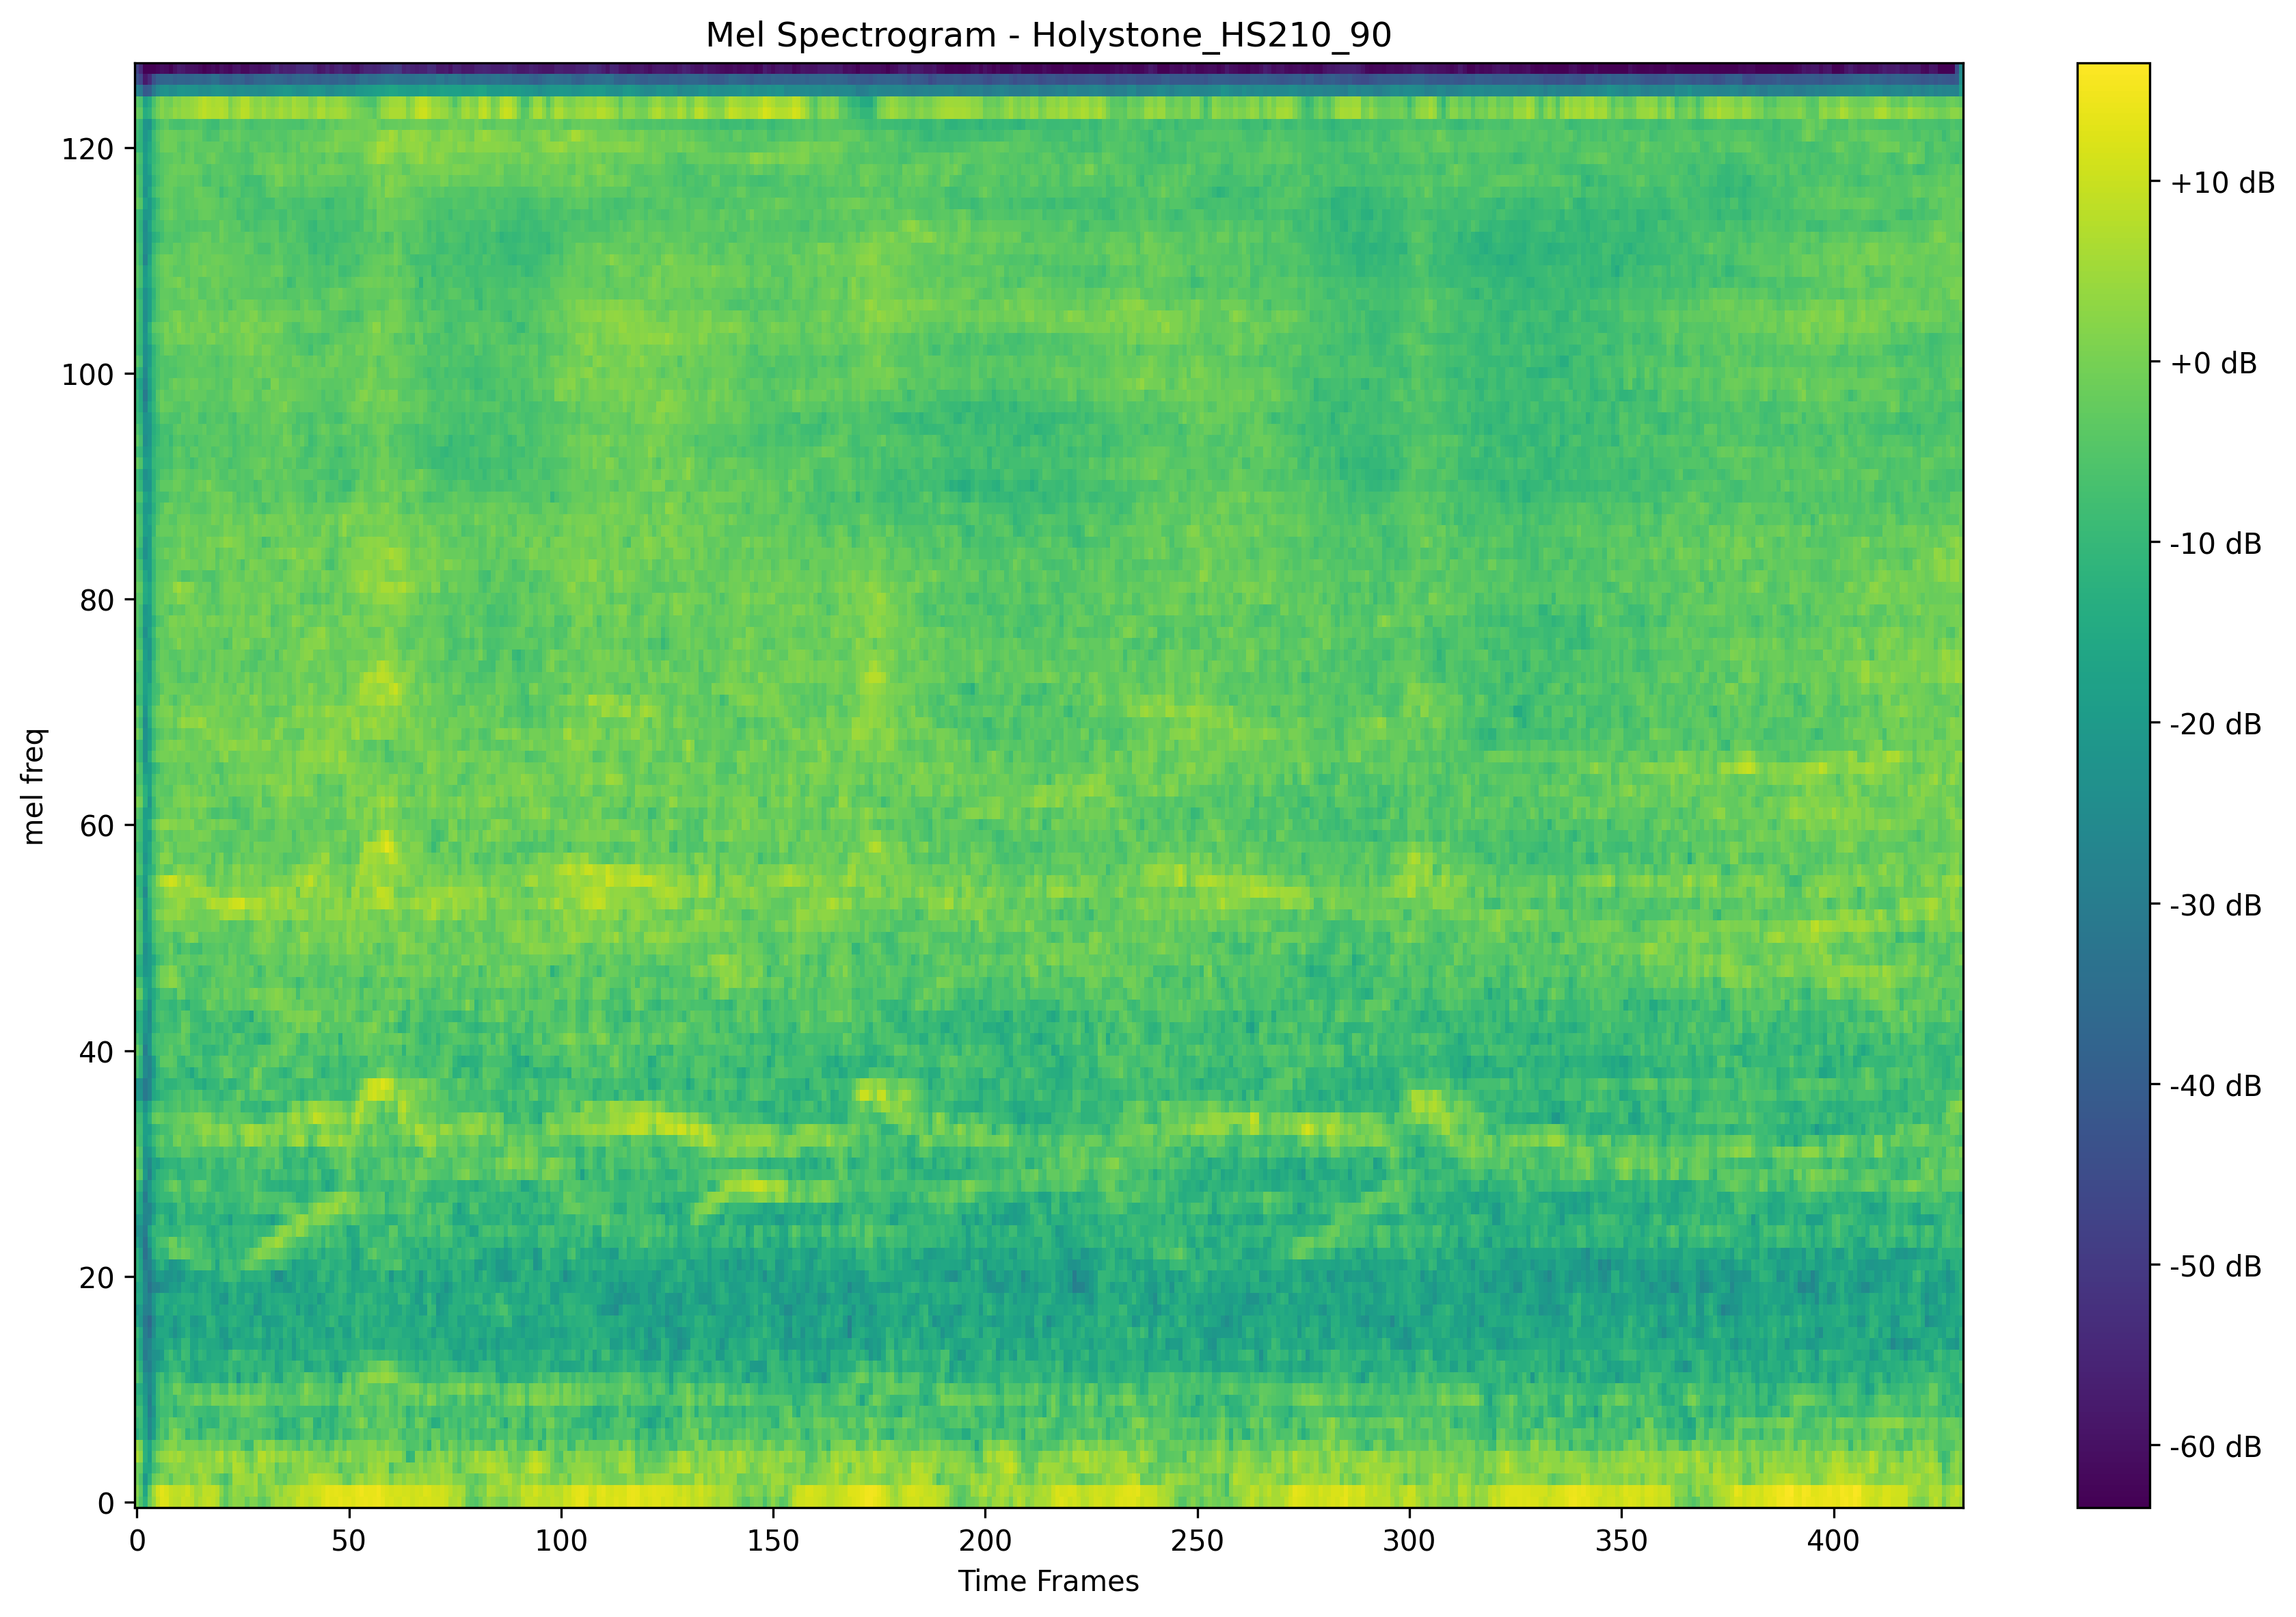 Mel Spectrogram - Holystone_HS210_90
120
100
80
60
40
20
0
mel freq
0 50 100 150 200 250 300 350 400
Time Frames
+10 dB
+0 dB
-10 dB
-20 dB
-30 dB
-40 dB
-50 dB
-60 dB